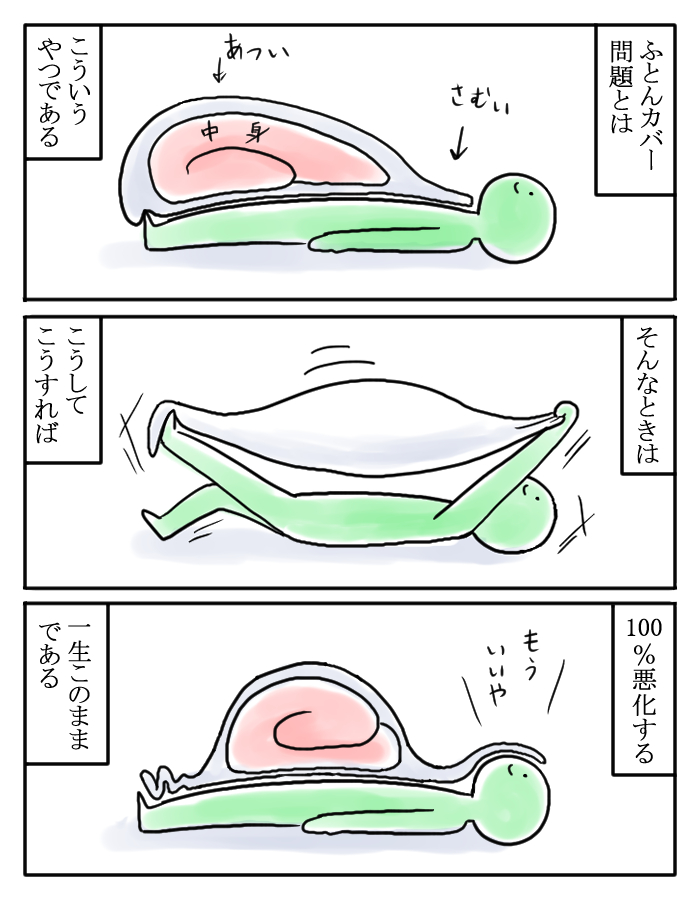 ふとんカバー
問題とは
さむい
あつい
中身
こういう
やつである
そんなときは
こうして
こうすれば
100
%悪化する
もう
いいや
一生このまま
である